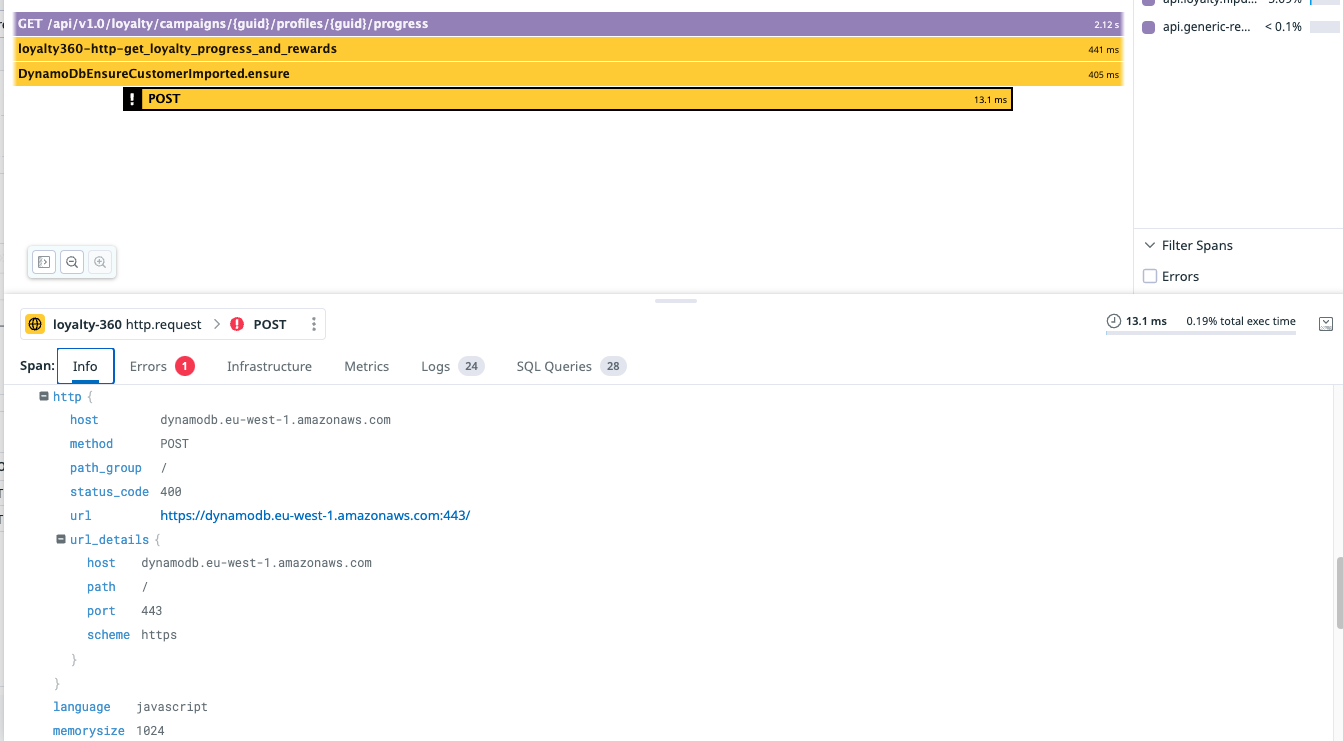 GET /api/v1.0/loyalty/campaigns/{guid}/profiles/{guid}/progress 2.12 s
loyalty360-http-get_loyalty_progress_and_rewards 441 ms
DynamoDbEnsureCustomerImported.ensure 405 ms
! POST 13.1 ms
api.generic-re... < 0.1%
Filter Spans
Errors
loyalty-360 http.request > ! POST
13.1 ms 0.19% total exec time
Span: Info Errors 1 Infrastructure Metrics Logs 24 SQL Queries 28
http {
host dynamodb.eu-west-1.amazonaws.com
method POST
path_group /
status_code 400
url https://dynamodb.eu-west-1.amazonaws.com:443/
url_details {
host dynamodb.eu-west-1.amazonaws.com
path /
port 443
scheme https
}
}
language javascript
memorysize 1024